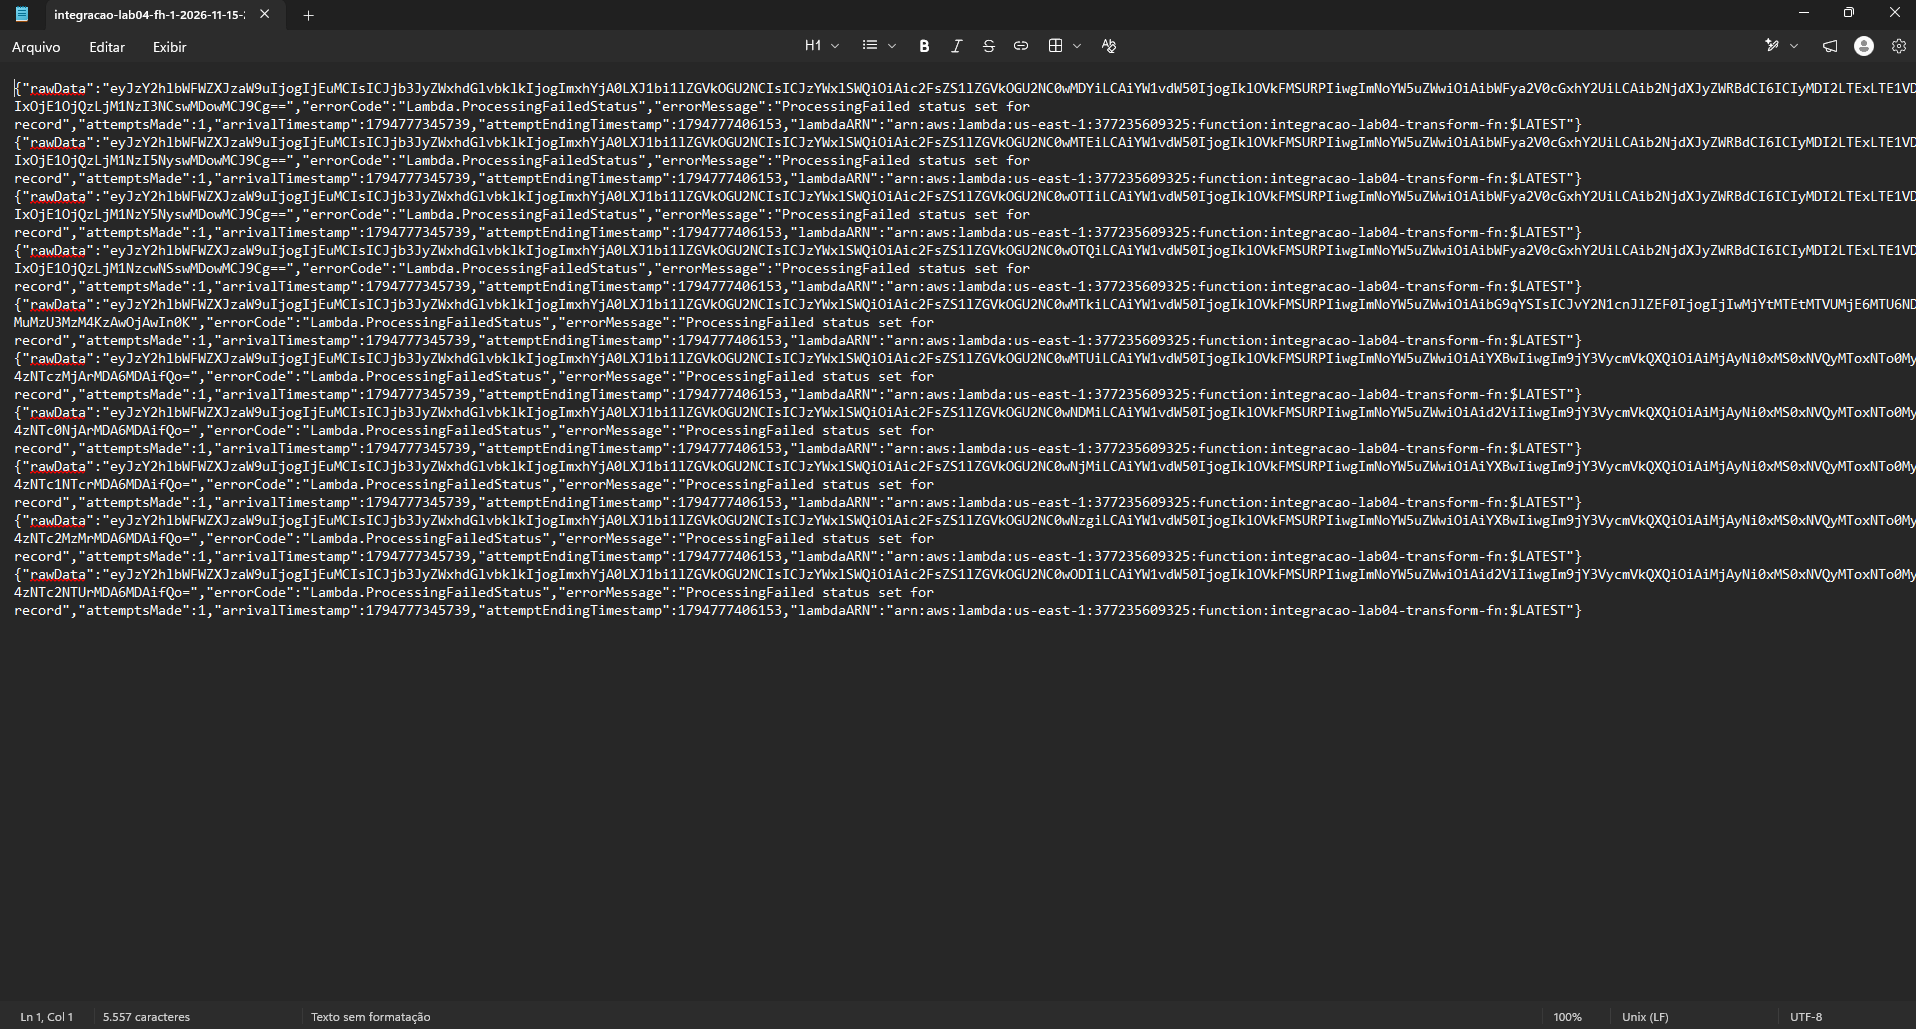 integracao-lab04-fh-1-2026-11-15-
Arquivo Editar Exibir H1
{"rawData":"eyJzY2hlbWFWZXJzaW9uIjogIjEuMCIsICJjb3JyZWxhdGlvbklkIjogImxhYjA0LXJ1bi1lZGVkOGU2NCIsICJzYWxlSWQiOiAic2FsZS1lZGVkOGU2NC0wMDYiLCAiYW1vdW50IjogIklOVkFMSURPIiwgImNoYW5uZWwiOiAibWFya2V0cGxhY2UiLCAib2NjdXJyZWRBdCI6ICIyMDI2LTExLTE1VD
IxOjE1OjQzLjM1NzI3NCswMDowMCJ9Cg==","errorCode":"Lambda.ProcessingFailedStatus","errorMessage":"ProcessingFailed status set for
record","attemptsMade":1,"arrivalTimestamp":1794777345739,"attemptEndingTimestamp":1794777406153,"lambdaARN":"arn:aws:lambda:us-east-1:377235609325:function:integracao-lab04-transform-fn:$LATEST"}
{"rawData":"eyJzY2hlbWFWZXJzaW9uIjogIjEuMCIsICJjb3JyZWxhdGlvbklkIjogImxhYjA0LXJ1bi1lZGVkOGU2NCIsICJzYWxlSWQiOiAic2FsZS1lZGVkOGU2NC0wMTEiLCAiYW1vdW50IjogIklOVkFMSURPIiwgImNoYW5uZWwiOiAibWFya2V0cGxhY2UiLCAib2NjdXJyZWRBdCI6ICIyMDI2LTExLTE1VD
IxOjE1OjQzLjM1NzI5NyswMDowMCJ9Cg==","errorCode":"Lambda.ProcessingFailedStatus","errorMessage":"ProcessingFailed status set for
record","attemptsMade":1,"arrivalTimestamp":1794777345739,"attemptEndingTimestamp":1794777406153,"lambdaARN":"arn:aws:lambda:us-east-1:377235609325:function:integracao-lab04-transform-fn:$LATEST"}
{"rawData":"eyJzY2hlbWFWZXJzaW9uIjogIjEuMCIsICJjb3JyZWxhdGlvbklkIjogImxhYjA0LXJ1bi1lZGVkOGU2NCIsICJzYWxlSWQiOiAic2FsZS1lZGVkOGU2NC0wOTIiLCAiYW1vdW50IjogIklOVkFMSURPIiwgImNoYW5uZWwiOiAibWFya2V0cGxhY2UiLCAib2NjdXJyZWRBdCI6ICIyMDI2LTExLTE1VD
IxOjE1OjQzLjM1NzY5NyswMDowMCJ9Cg==","errorCode":"Lambda.ProcessingFailedStatus","errorMessage":"ProcessingFailed status set for
record","attemptsMade":1,"arrivalTimestamp":1794777345739,"attemptEndingTimestamp":1794777406153,"lambdaARN":"arn:aws:lambda:us-east-1:377235609325:function:integracao-lab04-transform-fn:$LATEST"}
{"rawData":"eyJzY2hlbWFWZXJzaW9uIjogIjEuMCIsICJjb3JyZWxhdGlvbklkIjogImxhYjA0LXJ1bi1lZGVkOGU2NCIsICJzYWxlSWQiOiAic2FsZS1lZGVkOGU2NC0wOTQiLCAiYW1vdW50IjogIklOVkFMSURPIiwgImNoYW5uZWwiOiAibWFya2V0cGxhY2UiLCAib2NjdXJyZWRBdCI6ICIyMDI2LTExLTE1VD
IxOjE1OjQzLjM1NzcwNSswMDowMCJ9Cg==","errorCode":"Lambda.ProcessingFailedStatus","errorMessage":"ProcessingFailed status set for
record","attemptsMade":1,"arrivalTimestamp":1794777345739,"attemptEndingTimestamp":1794777406153,"lambdaARN":"arn:aws:lambda:us-east-1:377235609325:function:integracao-lab04-transform-fn:$LATEST"}
{"rawData":"eyJzY2hlbWFWZXJzaW9uIjogIjEuMCIsICJjb3JyZWxhdGlvbklkIjogImxhYjA0LXJ1bi1lZGVkOGU2NCIsICJzYWxlSWQiOiAic2FsZS1lZGVkOGU2NC0wMTkiLCAiYW1vdW50IjogIklOVkFMSURPIiwgImNoYW5uZWwiOiAibG9qYSIsICJvY2N1cnJlZEF0IjogIjIwMjYtMTEtMTVUMjE6MTU6ND
MuMzU3MzM4KzAwOjAwIn0K","errorCode":"Lambda.ProcessingFailedStatus","errorMessage":"ProcessingFailed status set for
record","attemptsMade":1,"arrivalTimestamp":1794777345739,"attemptEndingTimestamp":1794777406153,"lambdaARN":"arn:aws:lambda:us-east-1:377235609325:function:integracao-lab04-transform-fn:$LATEST"}
{"rawData":"eyJzY2hlbWFWZXJzaW9uIjogIjEuMCIsICJjb3JyZWxhdGlvbklkIjogImxhYjA0LXJ1bi1lZGVkOGU2NCIsICJzYWxlSWQiOiAic2FsZS1lZGVkOGU2NC0wMTUiLCAiYW1vdW50IjogIklOVkFMSURPIiwgImNoYW5uZWwiOiAiYXBwIiwgIm9jY3VycmVkQXQiOiAiMjAyNi0xMS0xNVQyMToxNTo0My
4zNTczMjArMDA6MDAifQo=","errorCode":"Lambda.ProcessingFailedStatus","errorMessage":"ProcessingFailed status set for
record","attemptsMade":1,"arrivalTimestamp":1794777345739,"attemptEndingTimestamp":1794777406153,"lambdaARN":"arn:aws:lambda:us-east-1:377235609325:function:integracao-lab04-transform-fn:$LATEST"}
{"rawData":"eyJzY2hlbWFWZXJzaW9uIjogIjEuMCIsICJjb3JyZWxhdGlvbklkIjogImxhYjA0LXJ1bi1lZGVkOGU2NCIsICJzYWxlSWQiOiAic2FsZS1lZGVkOGU2NC0wNDMiLCAiYW1vdW50IjogIklOVkFMSURPIiwgImNoYW5uZWwiOiAid2ViIiwgIm9jY3VycmVkQXQiOiAiMjAyNi0xMS0xNVQyMToxNTo0My
4zNTc0NjArMDA6MDAifQo=","errorCode":"Lambda.ProcessingFailedStatus","errorMessage":"ProcessingFailed status set for
record","attemptsMade":1,"arrivalTimestamp":1794777345739,"attemptEndingTimestamp":1794777406153,"lambdaARN":"arn:aws:lambda:us-east-1:377235609325:function:integracao-lab04-transform-fn:$LATEST"}
{"rawData":"eyJzY2hlbWFWZXJzaW9uIjogIjEuMCIsICJjb3JyZWxhdGlvbklkIjogImxhYjA0LXJ1bi1lZGVkOGU2NCIsICJzYWxlSWQiOiAic2FsZS1lZGVkOGU2NC0wNjMiLCAiYW1vdW50IjogIklOVkFMSURPIiwgImNoYW5uZWwiOiAiYXBwIiwgIm9jY3VycmVkQXQiOiAiMjAyNi0xMS0xNVQyMToxNTo0My
4zNTc1NTcrMDA6MDAifQo=","errorCode":"Lambda.ProcessingFailedStatus","errorMessage":"ProcessingFailed status set for
record","attemptsMade":1,"arrivalTimestamp":1794777345739,"attemptEndingTimestamp":1794777406153,"lambdaARN":"arn:aws:lambda:us-east-1:377235609325:function:integracao-lab04-transform-fn:$LATEST"}
{"rawData":"eyJzY2hlbWFWZXJzaW9uIjogIjEuMCIsICJjb3JyZWxhdGlvbklkIjogImxhYjA0LXJ1bi1lZGVkOGU2NCIsICJzYWxlSWQiOiAic2FsZS1lZGVkOGU2NC0wNzgiLCAiYW1vdW50IjogIklOVkFMSURPIiwgImNoYW5uZWwiOiAiYXBwIiwgIm9jY3VycmVkQXQiOiAiMjAyNi0xMS0xNVQyMToxNTo0My
4zNTc2MzMrMDA6MDAifQo=","errorCode":"Lambda.ProcessingFailedStatus","errorMessage":"ProcessingFailed status set for
record","attemptsMade":1,"arrivalTimestamp":1794777345739,"attemptEndingTimestamp":1794777406153,"lambdaARN":"arn:aws:lambda:us-east-1:377235609325:function:integracao-lab04-transform-fn:$LATEST"}
{"rawData":"eyJzY2hlbWFWZXJzaW9uIjogIjEuMCIsICJjb3JyZWxhdGlvbklkIjogImxhYjA0LXJ1bi1lZGVkOGU2NCIsICJzYWxlSWQiOiAic2FsZS1lZGVkOGU2NC0wODIiLCAiYW1vdW50IjogIklOVkFMSURPIiwgImNoYW5uZWwiOiAid2ViIiwgIm9jY3VycmVkQXQiOiAiMjAyNi0xMS0xNVQyMToxNTo0My
4zNTc2NTUrMDA6MDAifQo=","errorCode":"Lambda.ProcessingFailedStatus","errorMessage":"ProcessingFailed status set for
record","attemptsMade":1,"arrivalTimestamp":1794777345739,"attemptEndingTimestamp":1794777406153,"lambdaARN":"arn:aws:lambda:us-east-1:377235609325:function:integracao-lab04-transform-fn:$LATEST"}
Ln 1, Col 1 5.557 caracteres Texto sem formatação 100% Unix (LF) UTF-8